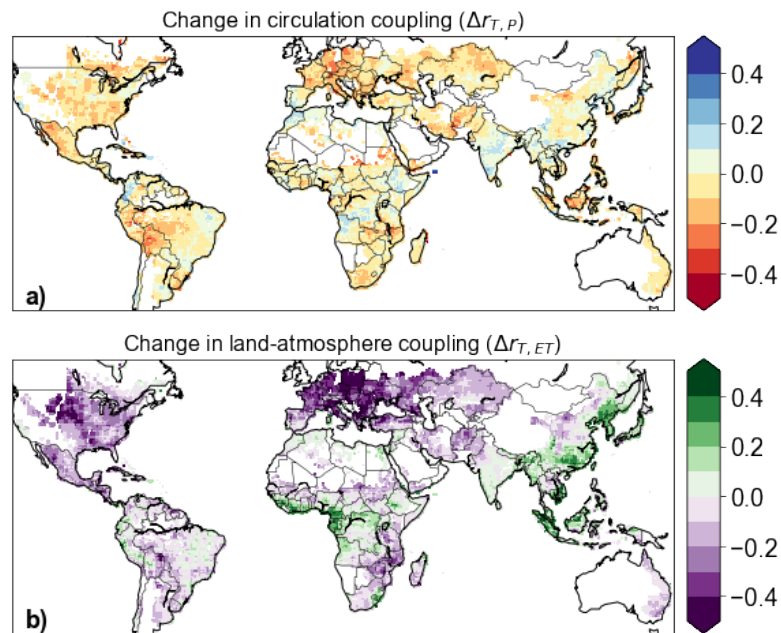 Change in circulation coupling (Δr_{T, P})
0.4
0.2
0.0
−0.2
−0.4
a)
Change in land-atmosphere coupling (Δr_{T, ET})
0.4
0.2
0.0
−0.2
−0.4
b)